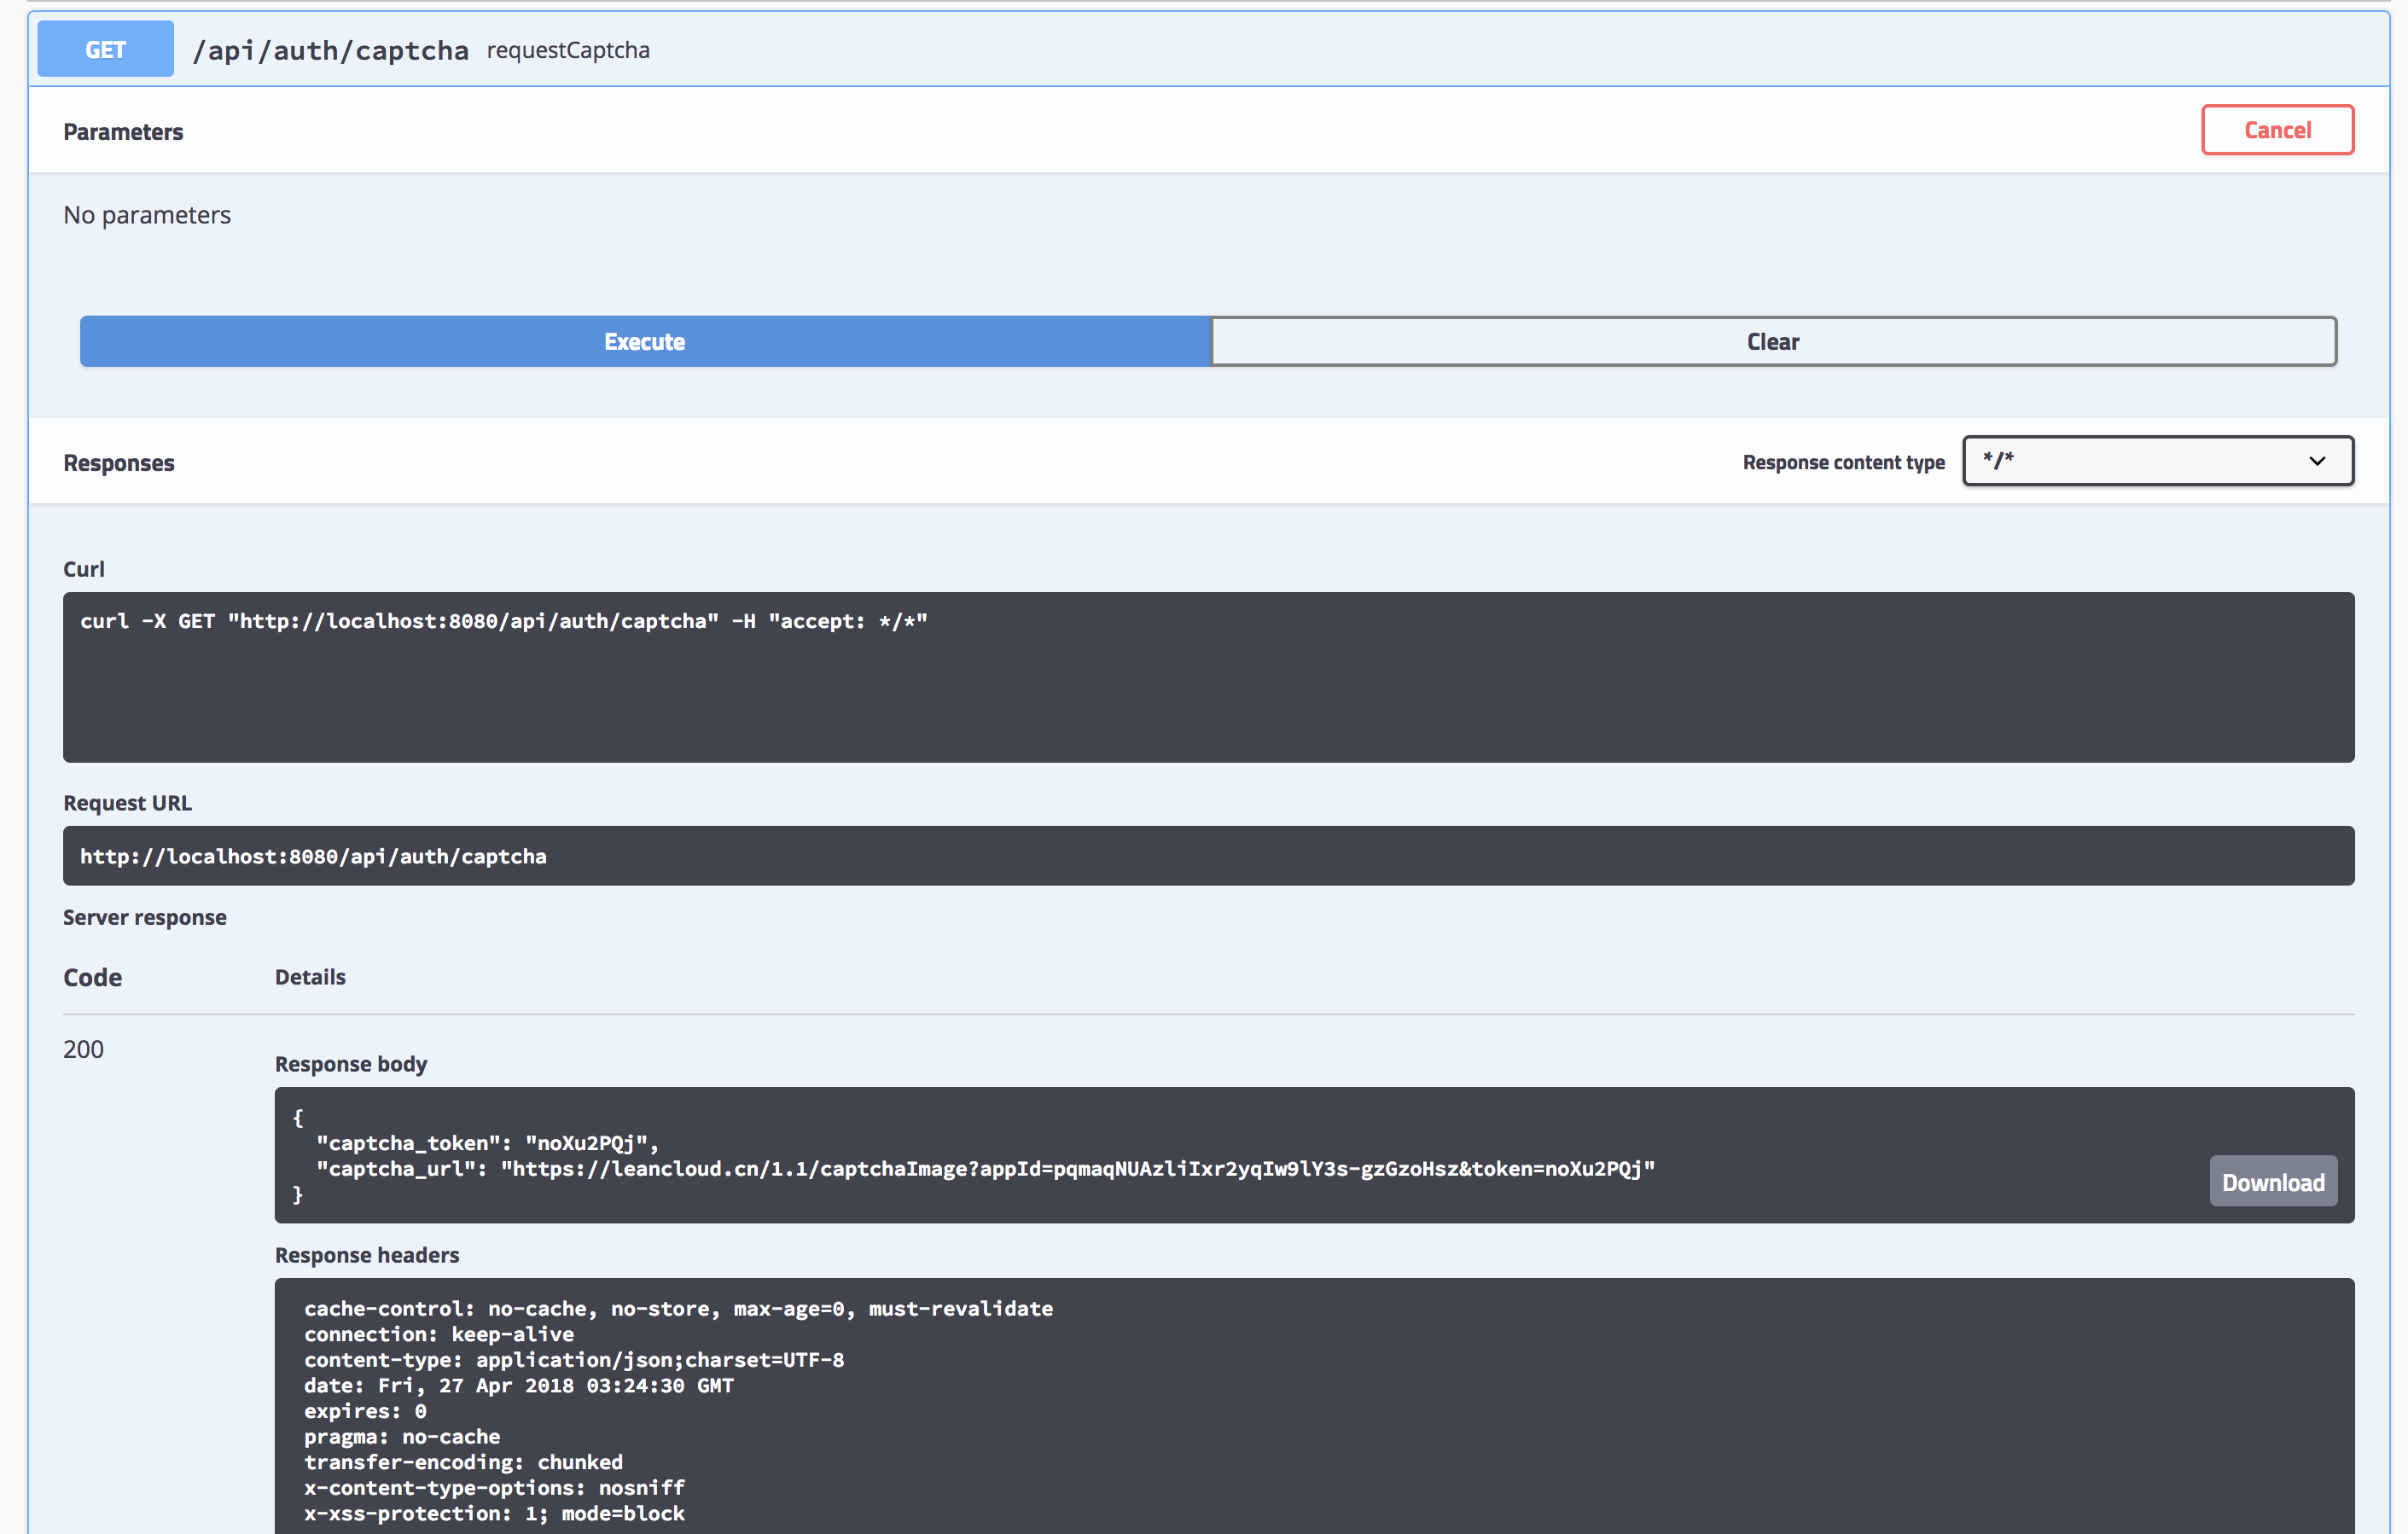 GET /api/auth/captcha requestCaptcha
Parameters Cancel
No parameters
Execute Clear
Responses Response content type */*
Curl
curl -X GET "http://localhost:8080/api/auth/captcha" -H "accept: */*"
Request URL
http://localhost:8080/api/auth/captcha
Server response
Code Details
200
Response body
{
"captcha_token": "noXu2PQj",
"captcha_url": "https://leancloud.cn/1.1/captchaImage?appId=pqmaqNUAzliIxr2yqIw9lY3s-gzGzoHsz&token=noXu2PQj"
}
Download
Response headers
cache-control: no-cache, no-store, max-age=0, must-revalidate
connection: keep-alive
content-type: application/json;charset=UTF-8
date: Fri, 27 Apr 2018 03:24:30 GMT
expires: 0
pragma: no-cache
transfer-encoding: chunked
x-content-type-options: nosniff
x-xss-protection: 1; mode=block